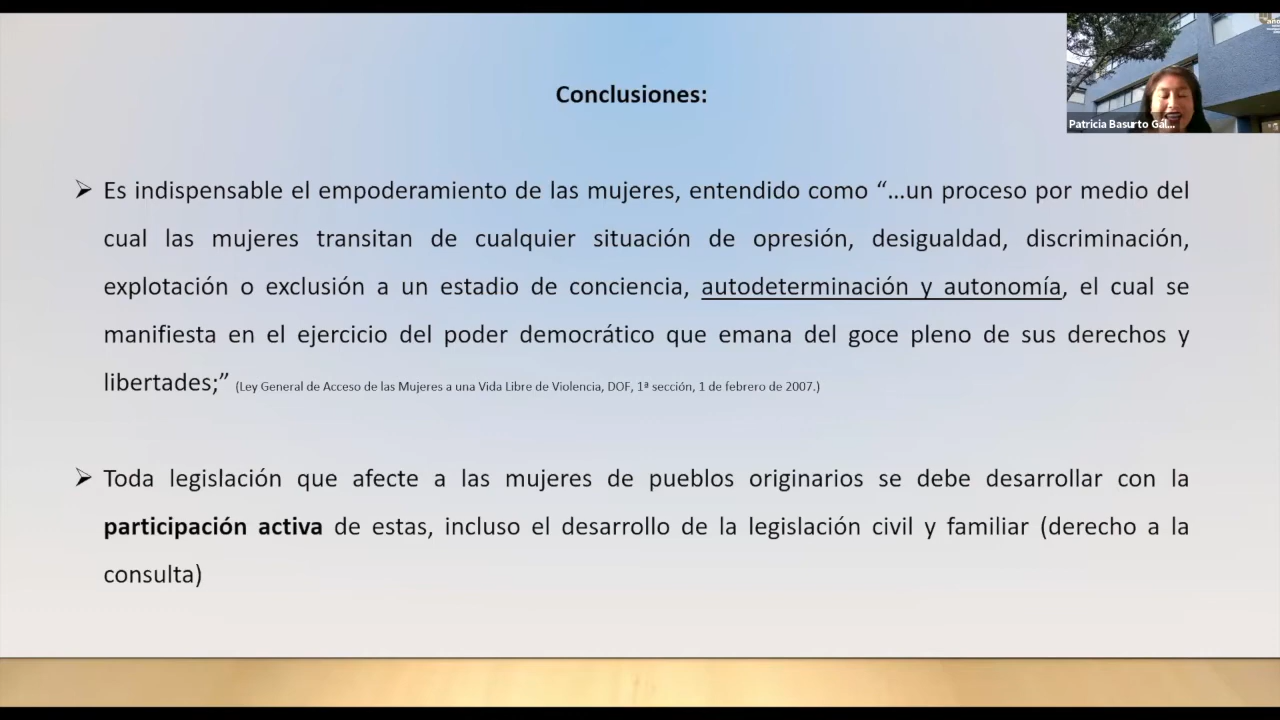 Conclusiones:
Patricia Basurto Gál...
➢ Es indispensable el empoderamiento de las mujeres, entendido como “…un proceso por medio del
cual las mujeres transitan de cualquier situación de opresión, desigualdad, discriminación,
explotación o exclusión a un estadio de conciencia, autodeterminación y autonomía, el cual se
manifiesta en el ejercicio del poder democrático que emana del goce pleno de sus derechos y
libertades;” (Ley General de Acceso de las Mujeres a una Vida Libre de Violencia, DOF, 1ª sección, 1 de febrero de 2007.)
➢ Toda legislación que afecte a las mujeres de pueblos originarios se debe desarrollar con la
participación activa de estas, incluso el desarrollo de la legislación civil y familiar (derecho a la
consulta)